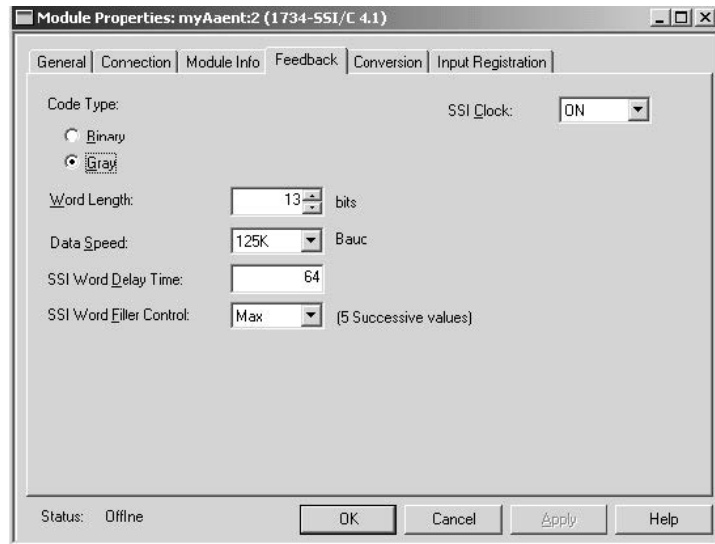 Module Properties: myAaent:2 (1734-SSI/C 4.1)
General Connection Module Info Feedback Conversion Input Registration
Code Type:
SSI Clock: ON
Binary
Gray
Word Length: 13 bits
Data Speed: 125K Bauc
SSI Word Delay Time: 64
SSI Word Filler Control: Max (5 Successive values)
Status: Offlne
OK Cancel Apply Help